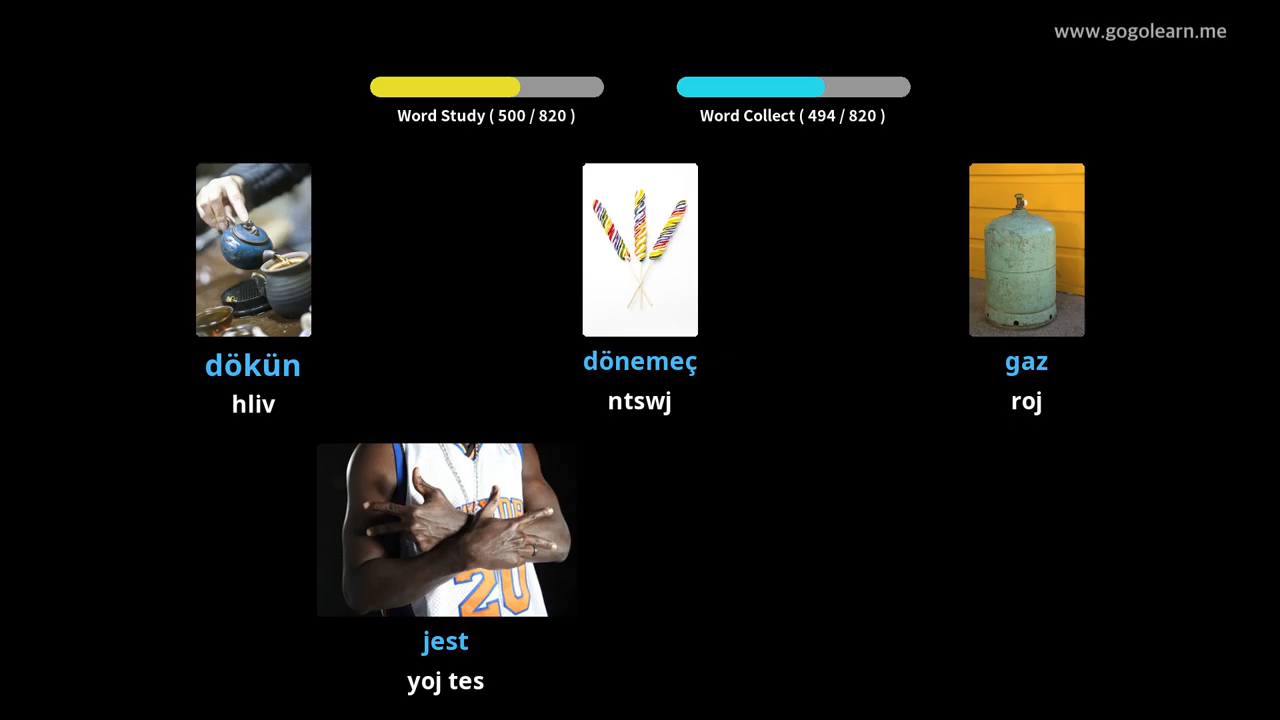 www.gogolearn.me
Word Study ( 500 / 820 )
Word Collect ( 494 / 820 )
dökün
hliv
dönemeç
ntswj
gaz
roj
20
jest
yoj tes